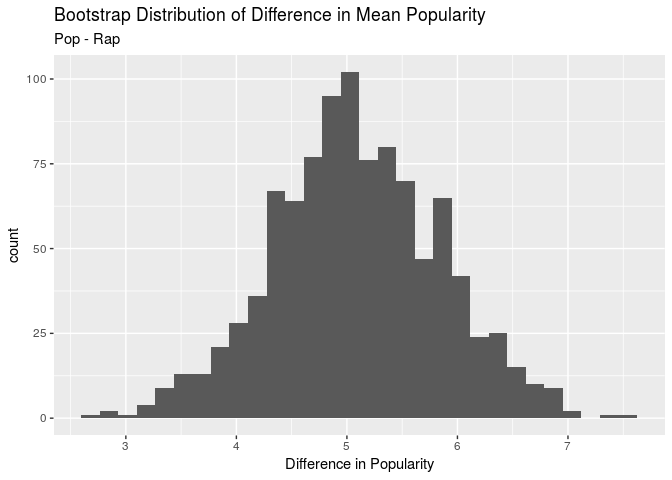 Bootstrap Distribution of Difference in Mean Popularity
Pop - Rap
100
75
50
25
0
count
3 4 5 6 7
Difference in Popularity